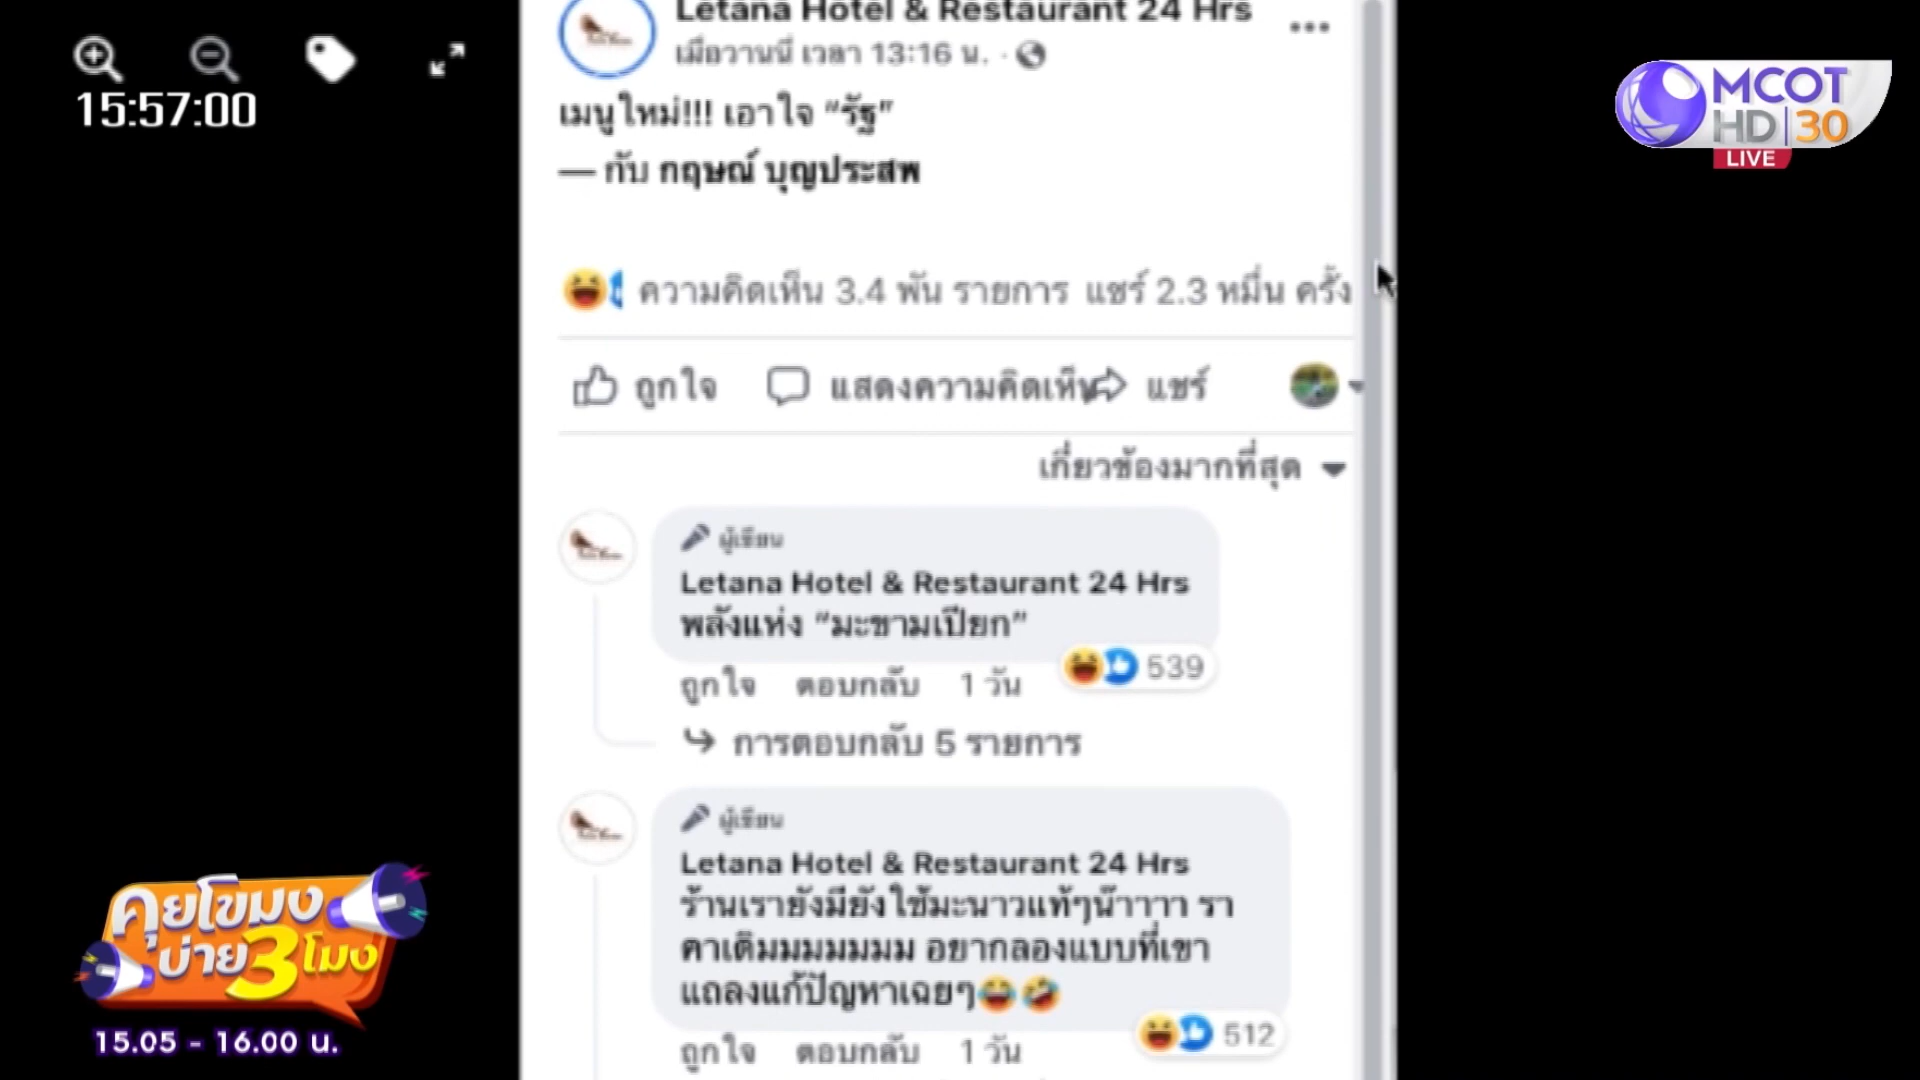 Letana Hotel & Restaurant 24 Hrs
เมื่อวานนี้ เวลา 13:16 น. ·
15:57:00
MCOT
HD 30
LIVE
เมนูใหม่!!! เอาใจ “รัฐ”
— กับ กฤษณ์ บุญประสพ
ความคิดเห็น 3.4 พัน รายการ แชร์ 2.3 หมื่น ครั้ง
ถูกใจ แสดงความคิดเห็น แชร์
เกี่ยวข้องมากที่สุด
ผู้เขียน
Letana Hotel & Restaurant 24 Hrs
พลังแห่ง “มะขามเปียก”
539
ถูกใจ ตอบกลับ 1 วัน
การตอบกลับ 5 รายการ
ผู้เขียน
Letana Hotel & Restaurant 24 Hrs
ร้านเรายังมียังใช้มะนาวแท้ๆน๊าาาา รา
คาเดิมมมมมมม อยากลองแบบที่เขา
แถลงแก้ปัญหาเฉยๆ😂🤣
512
ถูกใจ ตอบกลับ 1 วัน
คุยโขมง
บ่าย3โมง
15.05 - 16.00 น.